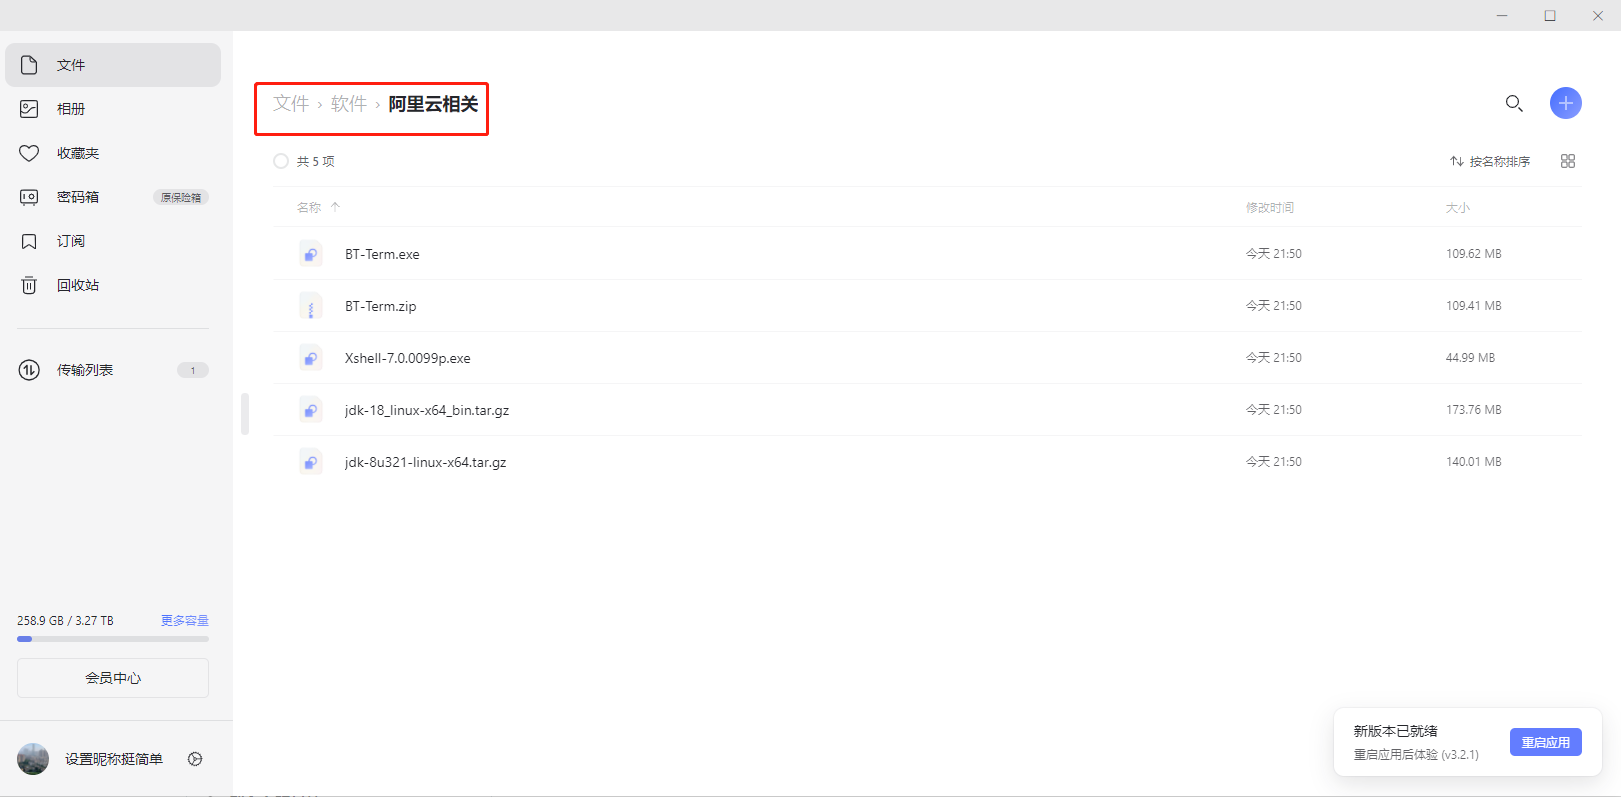 文件
相册
收藏夹
密码箱 原保险箱
订阅
回收站
传输列表 1
258.9 GB / 3.27 TB 更多容量
会员中心
设置昵称挺简单
文件 › 软件 › 阿里云相关
共 5 项 按名称排序
名称 修改时间 大小
BT-Term.exe 今天 21:50 109.62 MB
BT-Term.zip 今天 21:50 109.41 MB
Xshell-7.0.0099p.exe 今天 21:50 44.99 MB
jdk-18_linux-x64_bin.tar.gz 今天 21:50 173.76 MB
jdk-8u321-linux-x64.tar.gz 今天 21:50 140.01 MB
新版本已就绪
重启应用后体验 (v3.2.1)
重启应用